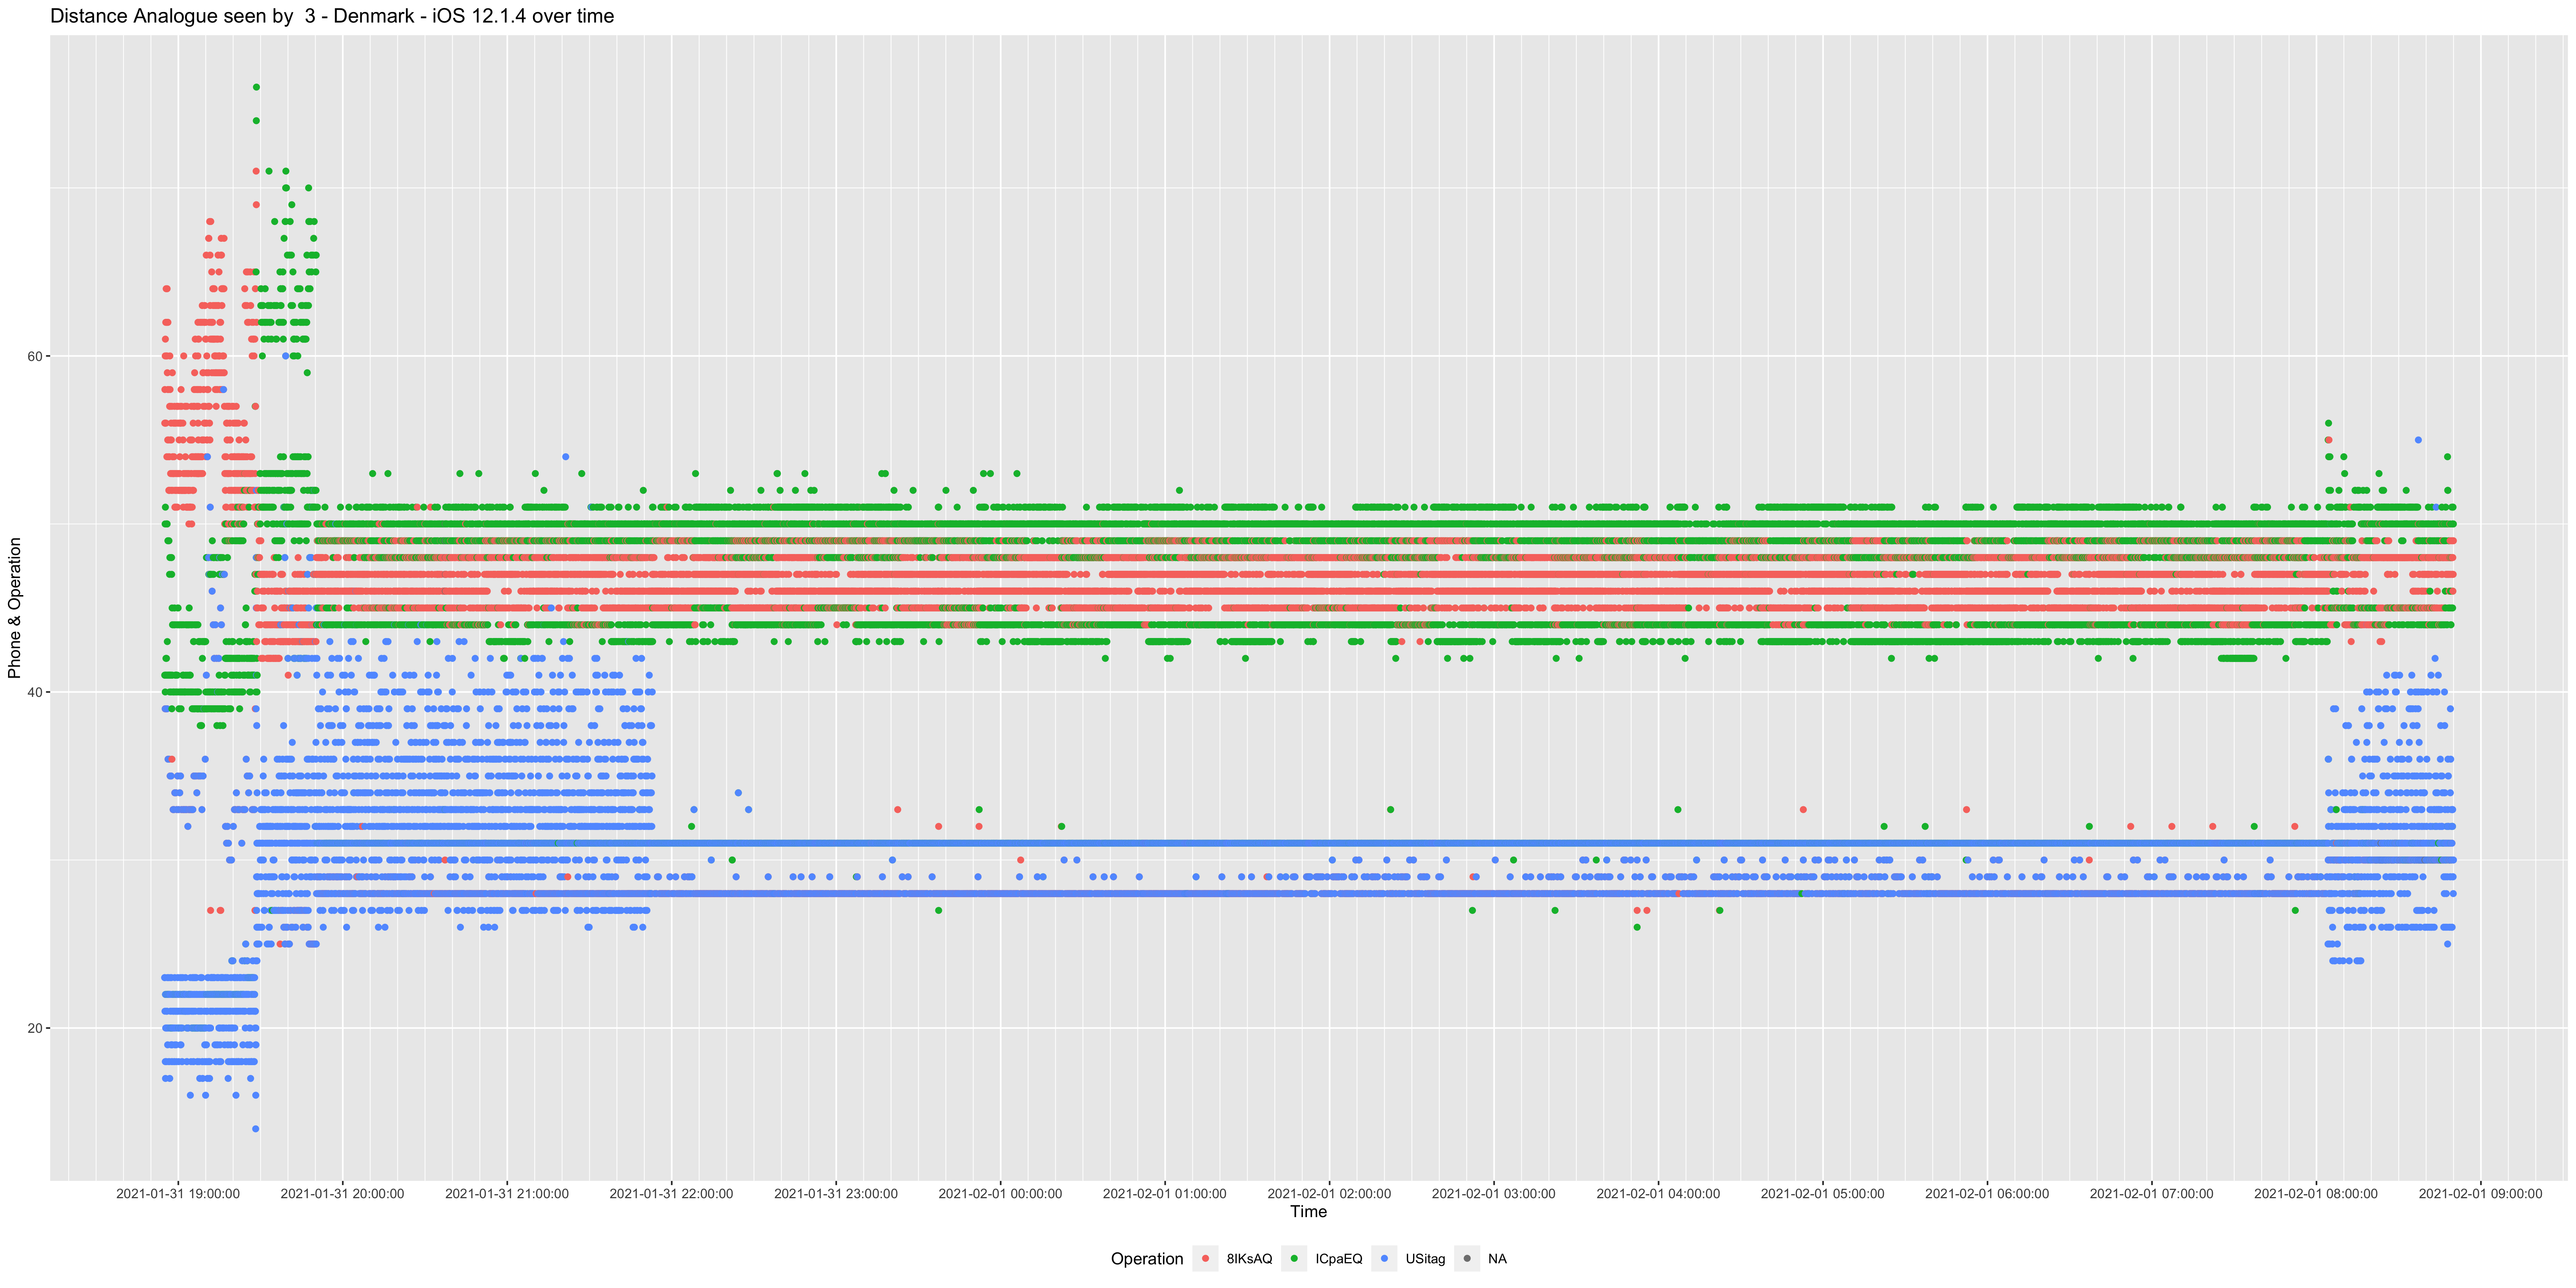 Distance Analogue seen by  3 - Denmark - iOS 12.1.4 over time
Phone & Operation
60
40
20
2021-01-31 19:00:00 2021-01-31 20:00:00 2021-01-31 21:00:00 2021-01-31 22:00:00 2021-01-31 23:00:00 2021-02-01 00:00:00 2021-02-01 01:00:00 2021-02-01 02:00:00 2021-02-01 03:00:00 2021-02-01 04:00:00 2021-02-01 05:00:00 2021-02-01 06:00:00 2021-02-01 07:00:00 2021-02-01 08:00:00 2021-02-01 09:00:00
Time
Operation 8IKsAQ ICpaEQ USitag NA